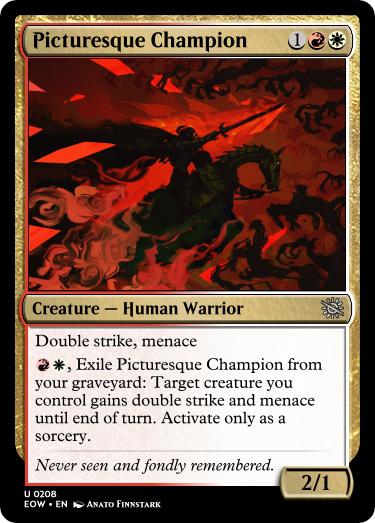 Picturesque Champion 1
Creature — Human Warrior
Double strike, menace
, Exile Picturesque Champion from
your graveyard: Target creature you
control gains double strike and menace
until end of turn. Activate only as a
sorcery.
Never seen and fondly remembered.
2/1
U 0208
EOW • EN Anato Finnstark